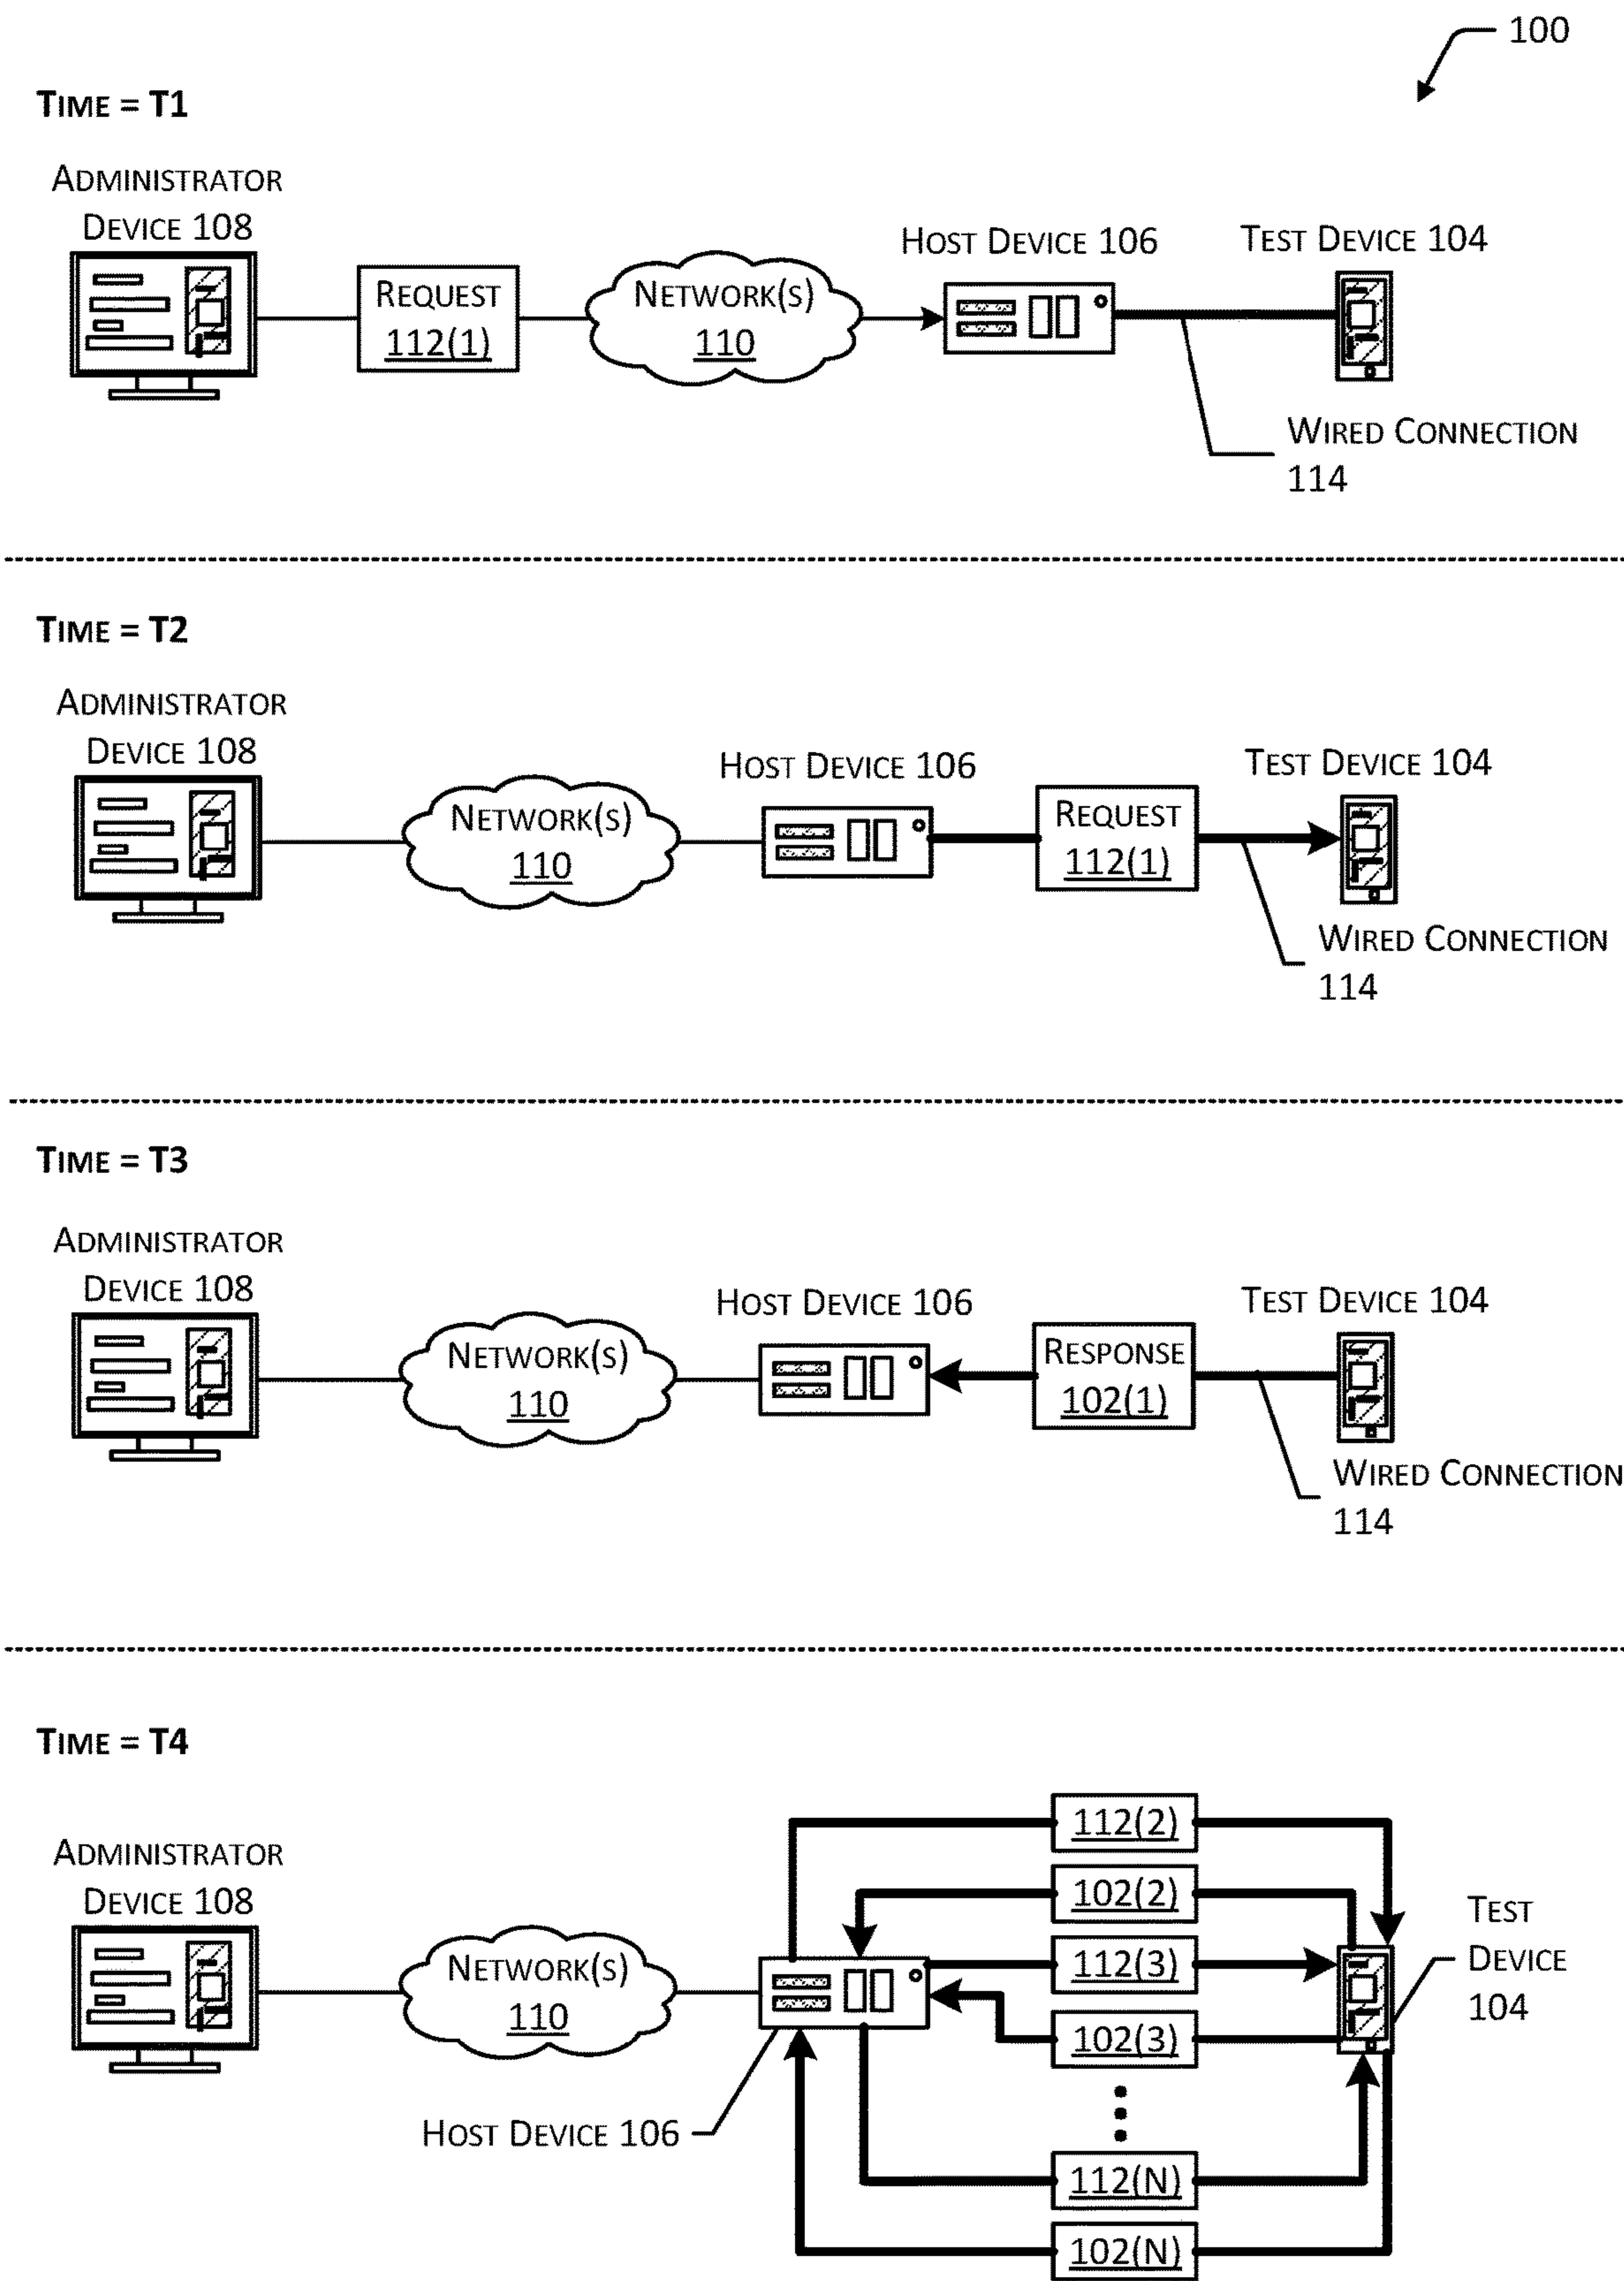 100
TIME = T1
ADMINISTRATOR
DEVICE 108
REQUEST
112(1)
NETWORK(S)
110
HOST DEVICE 106
TEST DEVICE 104
WIRED CONNECTION
114
TIME = T2
ADMINISTRATOR
DEVICE 108
NETWORK(S)
110
HOST DEVICE 106
REQUEST
112(1)
TEST DEVICE 104
WIRED CONNECTION
114
TIME = T3
ADMINISTRATOR
DEVICE 108
NETWORK(S)
110
HOST DEVICE 106
RESPONSE
102(1)
TEST DEVICE 104
WIRED CONNECTION
114
TIME = T4
ADMINISTRATOR
DEVICE 108
NETWORK(S)
110
HOST DEVICE 106
112(2)
102(2)
112(3)
102(3)
112(N)
102(N)
TEST
DEVICE
104